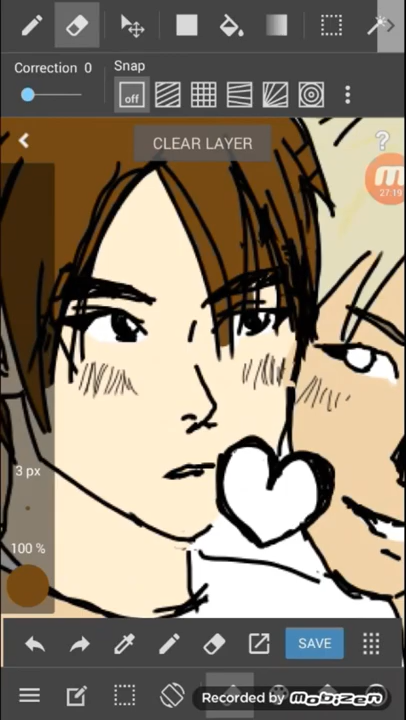 Correction 0
Snap
off
CLEAR LAYER
?
27:19
3 px
100 %
SAVE
Recorded by Mobizen